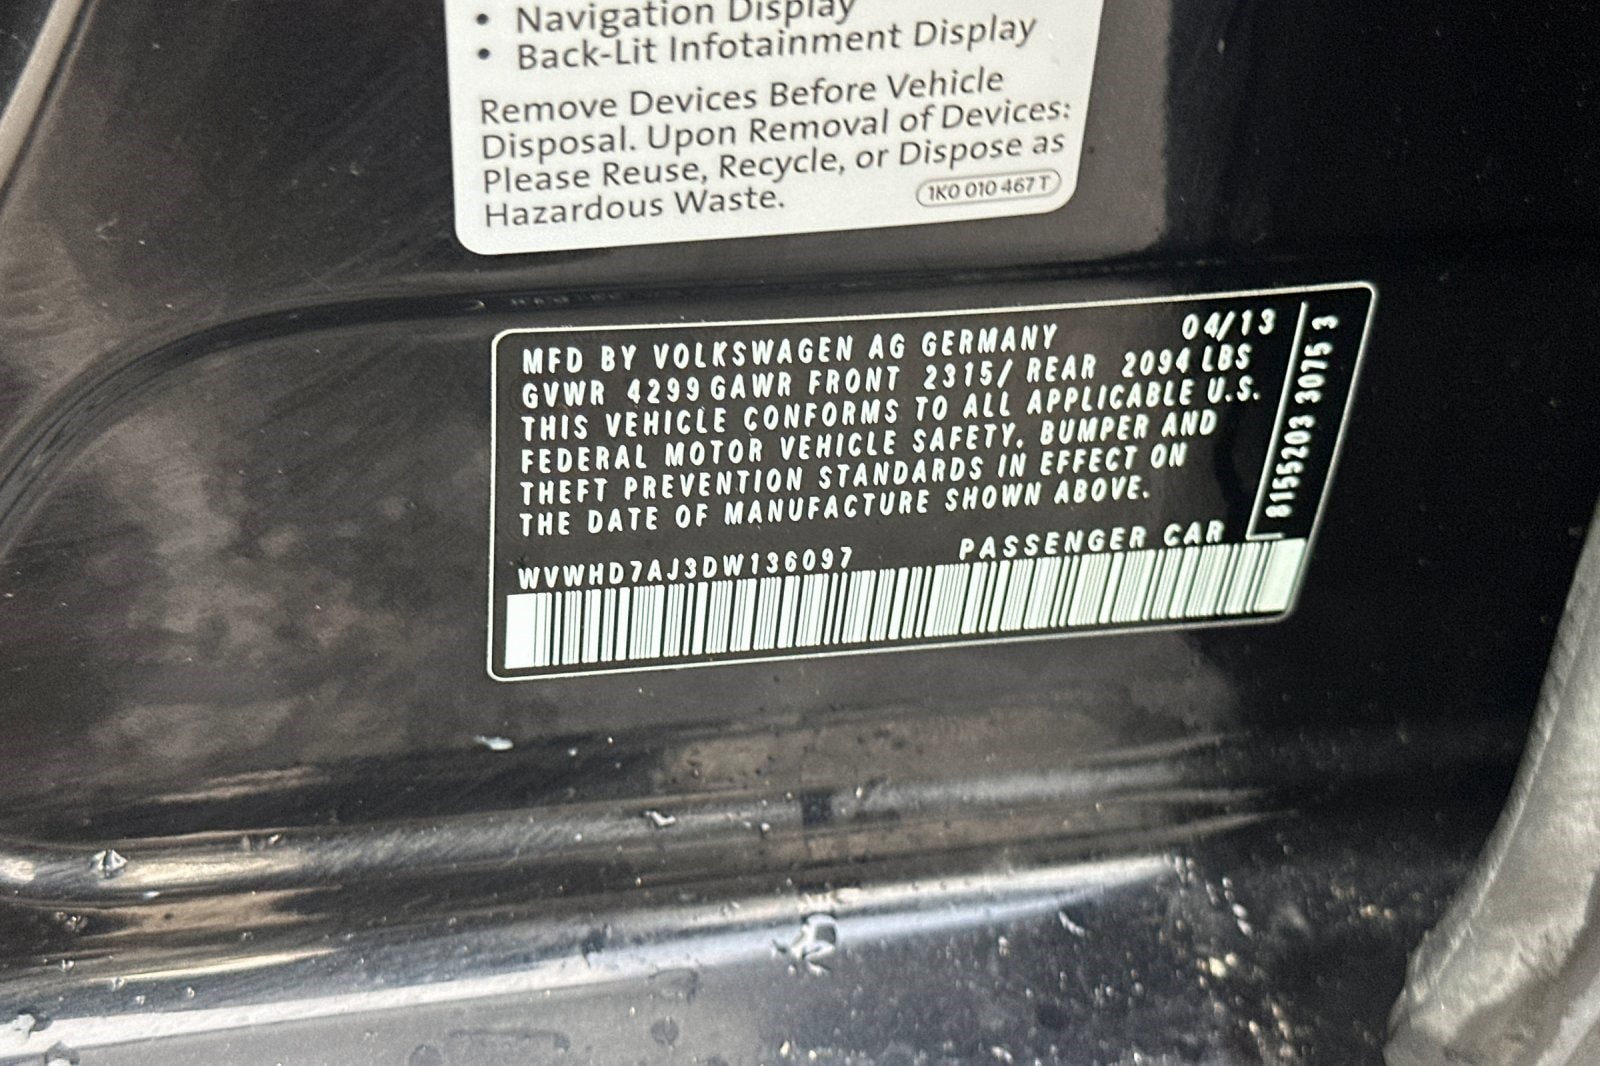 • Navigation Display
• Back-Lit Infotainment Display
Remove Devices Before Vehicle
Disposal. Upon Removal of Devices:
Please Reuse, Recycle, or Dispose as
Hazardous Waste.
1K0 010 467 T
MFD BY VOLKSWAGEN AG GERMANY 04/13
GVWR 4299 GAWR FRONT 2315/ REAR 2094 LBS
THIS VEHICLE CONFORMS TO ALL APPLICABLE U.S.
FEDERAL MOTOR VEHICLE SAFETY, BUMPER AND
THEFT PREVENTION STANDARDS IN EFFECT ON
THE DATE OF MANUFACTURE SHOWN ABOVE.
WVWHD7AJ3DW136097 PASSENGER CAR
8155203 3075 3